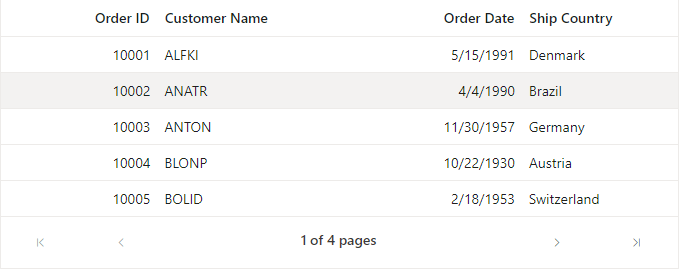 Order ID Customer Name Order Date Ship Country
10001 ALFKI 5/15/1991 Denmark
10002 ANATR 4/4/1990 Brazil
10003 ANTON 11/30/1957 Germany
10004 BLONP 10/22/1930 Austria
10005 BOLID 2/18/1953 Switzerland
1 of 4 pages